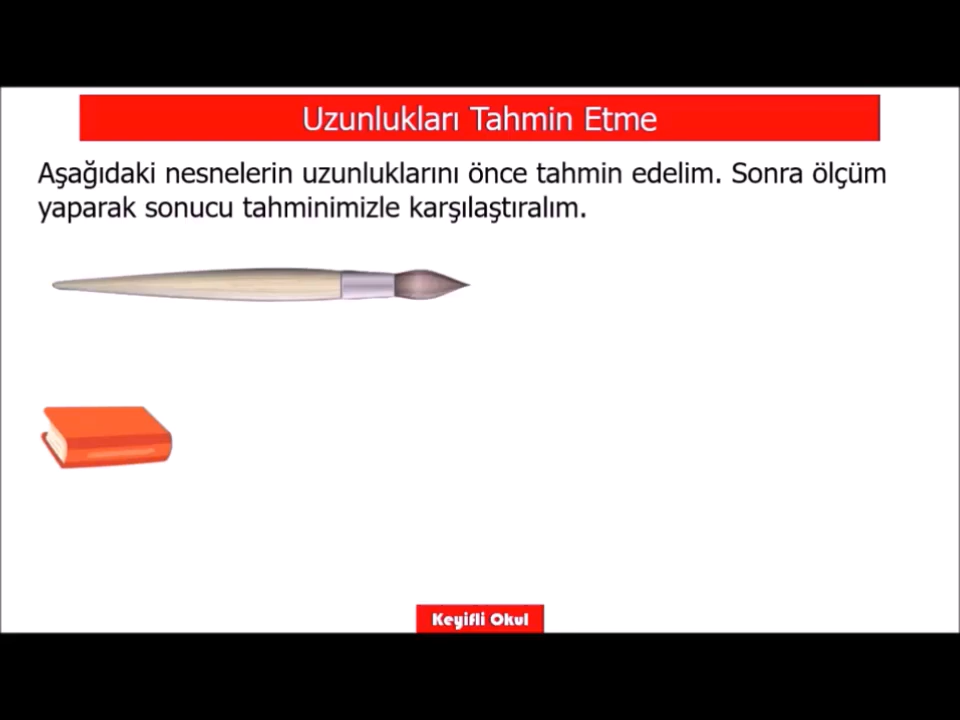 Uzunlukları Tahmin Etme
Aşağıdaki nesnelerin uzunluklarını önce tahmin edelim. Sonra ölçüm
yaparak sonucu tahminimizle karşılaştıralım.
Keyifli Okul